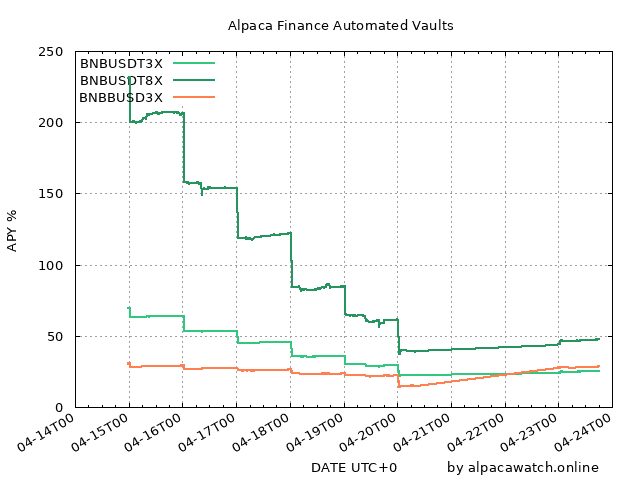 Alpaca Finance Automated Vaults
250
200
150
100
50
0
APY %
BNBUSDT3X
BNBUSDT8X
BNBBUSD3X
04-14T00
04-15T00
04-16T00
04-17T00
04-18T00
04-19T00
04-20T00
04-21T00
04-22T00
04-23T00
04-24T00
DATE UTC+0
by alpacawatch.online